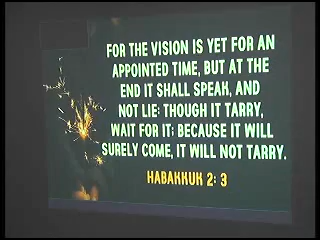 FOR THE VISION IS YET FOR AN
APPOINTED TIME, BUT AT THE
END IT SHALL SPEAK, AND
NOT LIE: THOUGH IT TARRY,
WAIT FOR IT; BECAUSE IT WILL
SURELY COME, IT WILL NOT TARRY.
HABAKKUK 2: 3